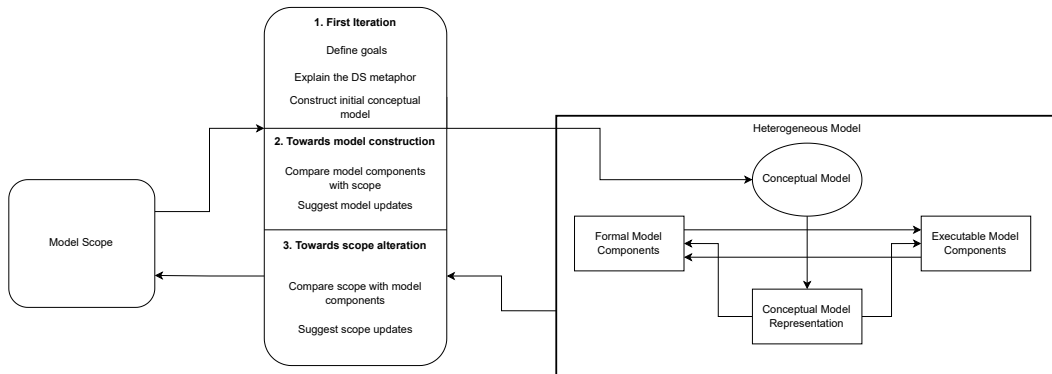 1. First Iteration
Define goals
Explain the DS metaphor
Construct initial conceptual
model
2. Towards model construction
Compare model components
with scope
Suggest model updates
3. Towards scope alteration
Compare scope with model
components
Suggest scope updates
Model Scope
Heterogeneous Model
Conceptual Model
Formal Model
Components
Executable Model
Components
Conceptual Model
Representation